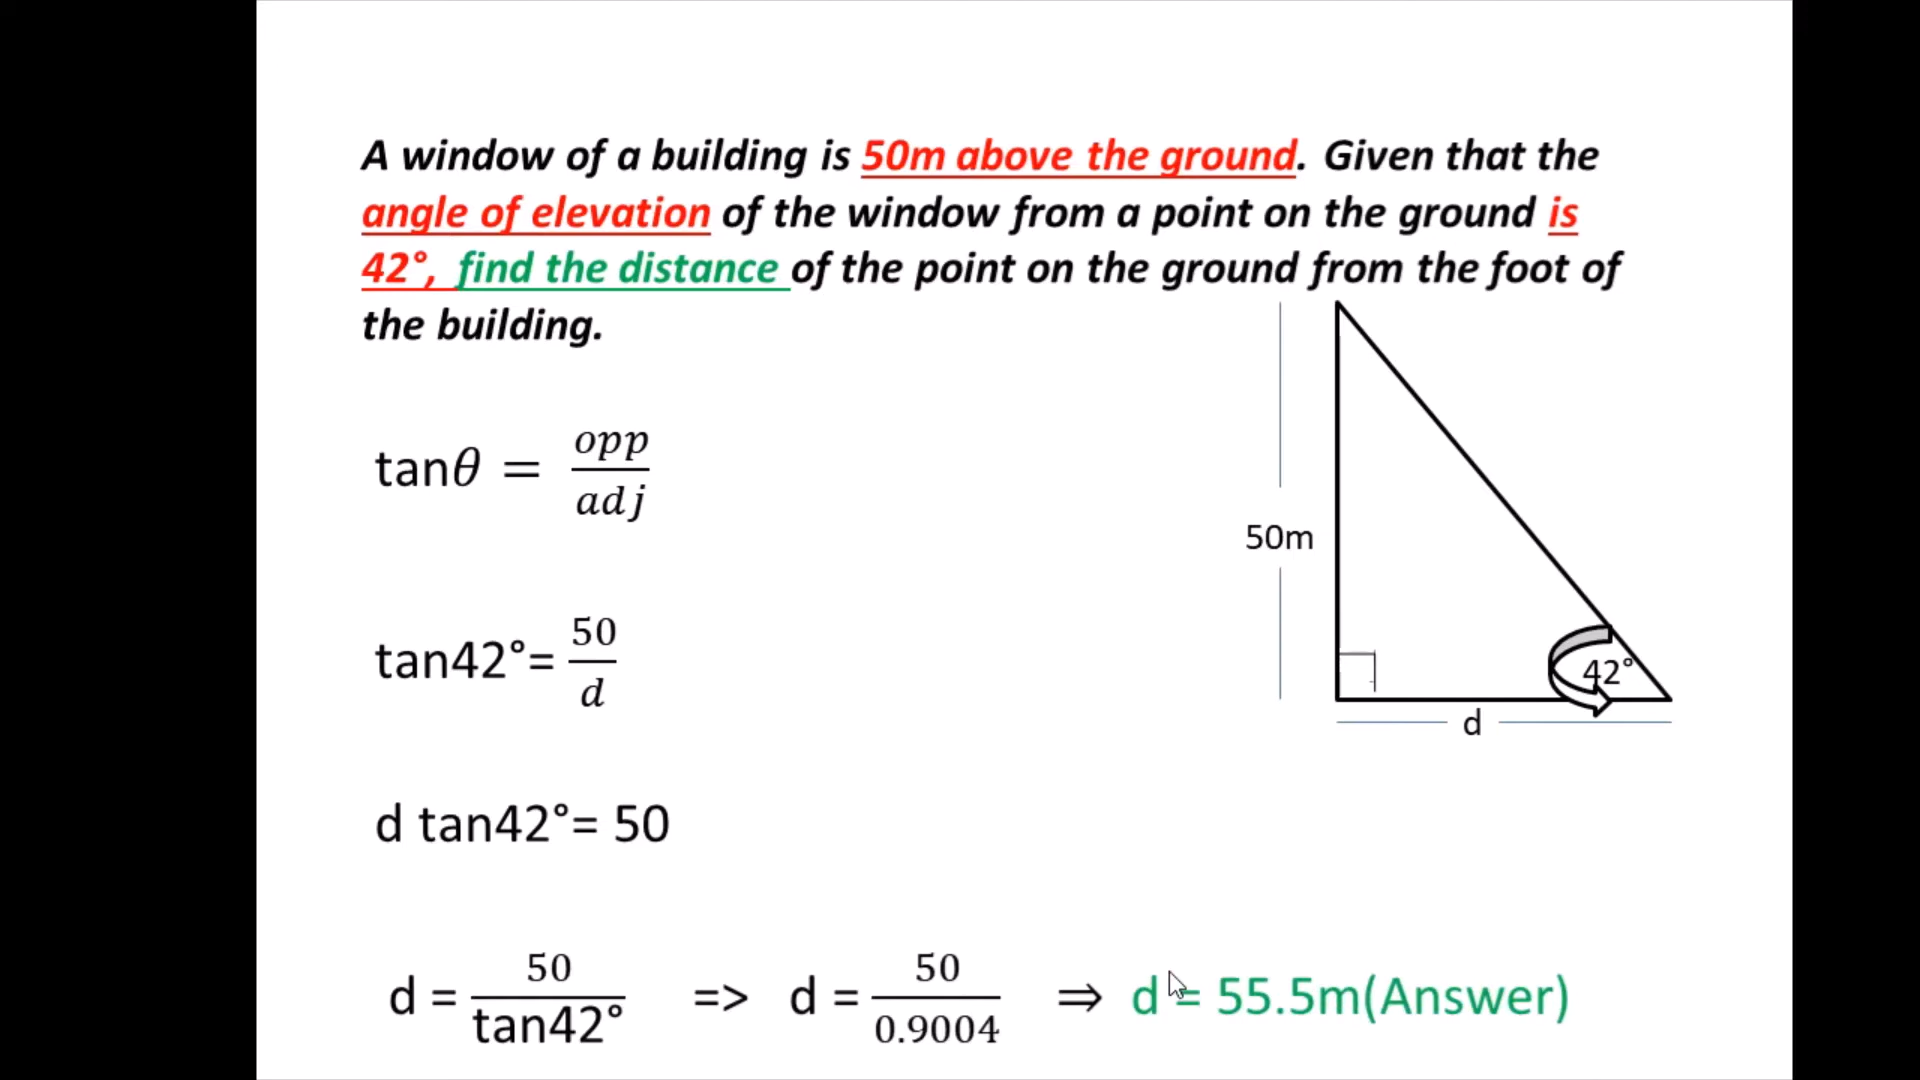 A window of a building is 50m above the ground. Given that the
angle of elevation of the window from a point on the ground is
42°, find the distance of the point on the ground from the foot of
the building.
tanθ = opp/adj
50m
tan42°= 50/d
42°
d
d tan42°= 50
d = 50/tan42° => d = 50/0.9004 ⇒ d = 55.5m(Answer)